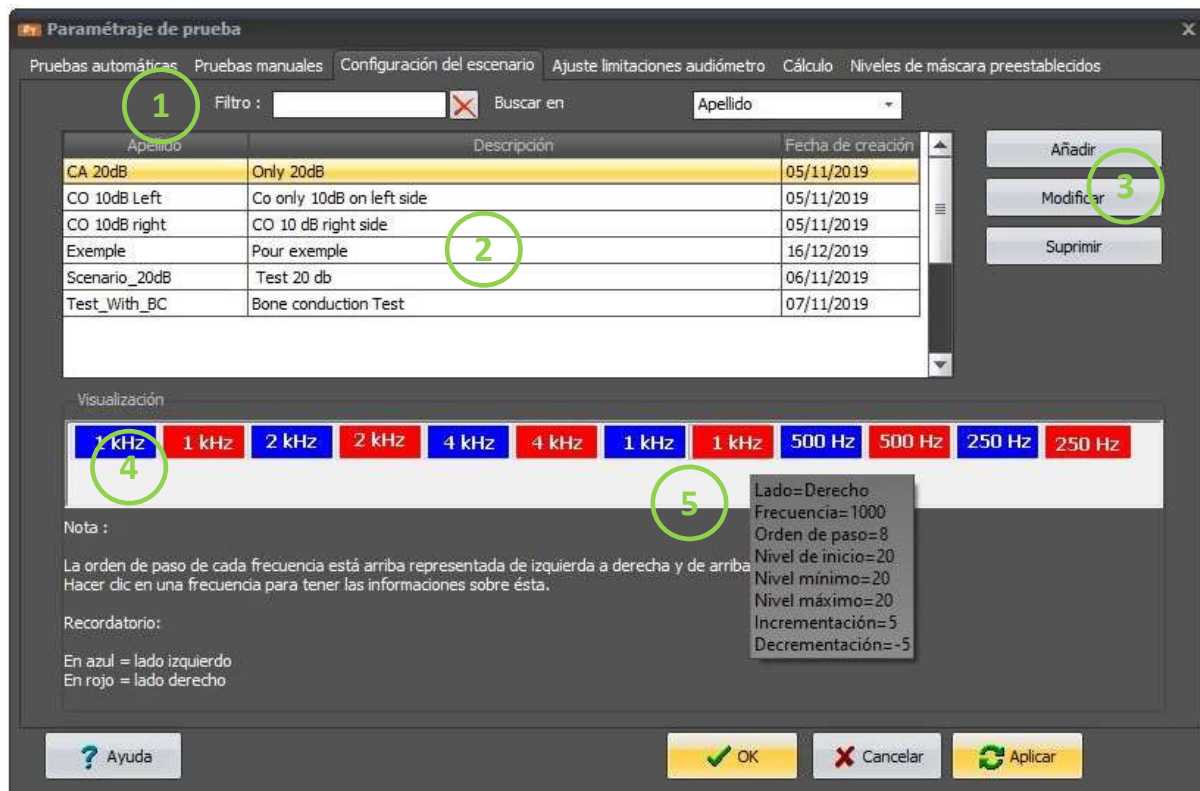 Paramétraje de prueba
Pruebas automáticas Pruebas manuales Configuración del escenario Ajuste limitaciones audiómetro Cálculo Niveles de máscara preestablecidos
1
Filtro : Buscar en Apellido
Apellido Descripción Fecha de creación
CA 20dB Only 20dB 05/11/2019
CO 10dB Left Co only 10dB on left side 05/11/2019
CO 10dB right CO 10 dB right side 05/11/2019
Exemple Pour exemple 16/12/2019
Scenario_20dB Test 20 db 06/11/2019
Test_With_BC Bone conduction Test 07/11/2019
2
Añadir
Modificar
3
Suprimir
Visualización
1 kHz 1 kHz 2 kHz 2 kHz 4 kHz 4 kHz 1 kHz 1 kHz 500 Hz 500 Hz 250 Hz 250 Hz
4
5
Lado=Derecho
Frecuencia=1000
Orden de paso=8
Nivel de inicio=20
Nivel mínimo=20
Nivel máximo=20
Incrementación=5
Decrementación=-5
Nota :
La orden de paso de cada frecuencia está arriba representada de izquierda a derecha y de arriba
Hacer clic en una frecuencia para tener las informaciones sobre ésta.
Recordatorio:
En azul = lado izquierdo
En rojo = lado derecho
? Ayuda
OK
Cancelar
Aplicar